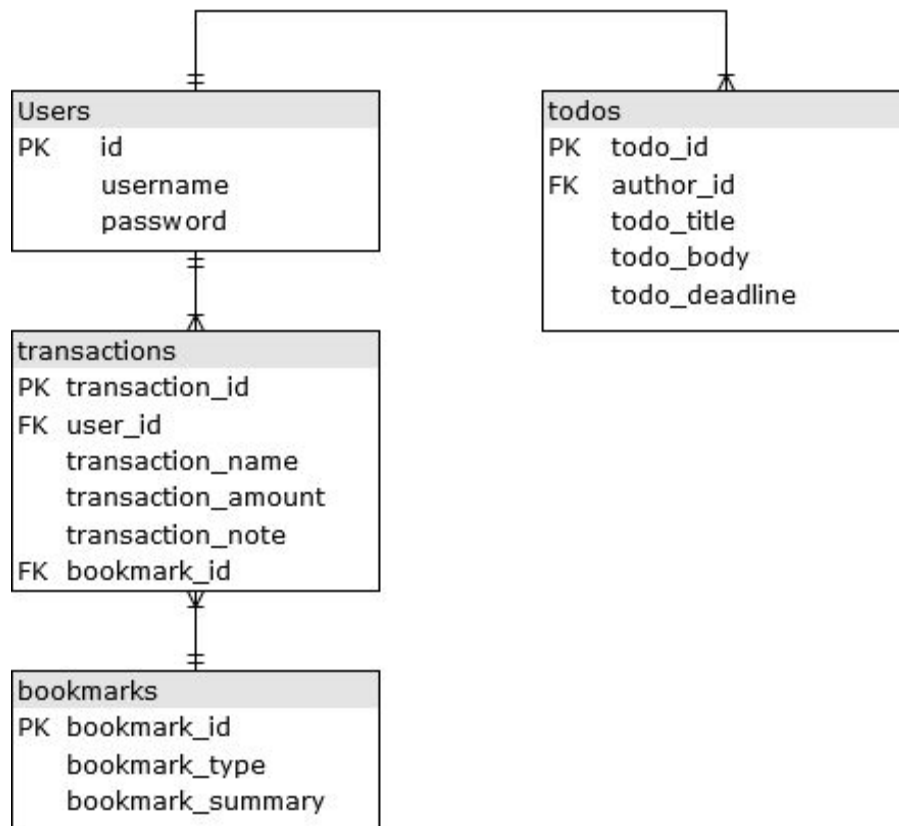 Users
PK id
username
password
todos
PK todo_id
FK author_id
todo_title
todo_body
todo_deadline
transactions
PK transaction_id
FK user_id
transaction_name
transaction_amount
transaction_note
FK bookmark_id
bookmarks
PK bookmark_id
bookmark_type
bookmark_summary